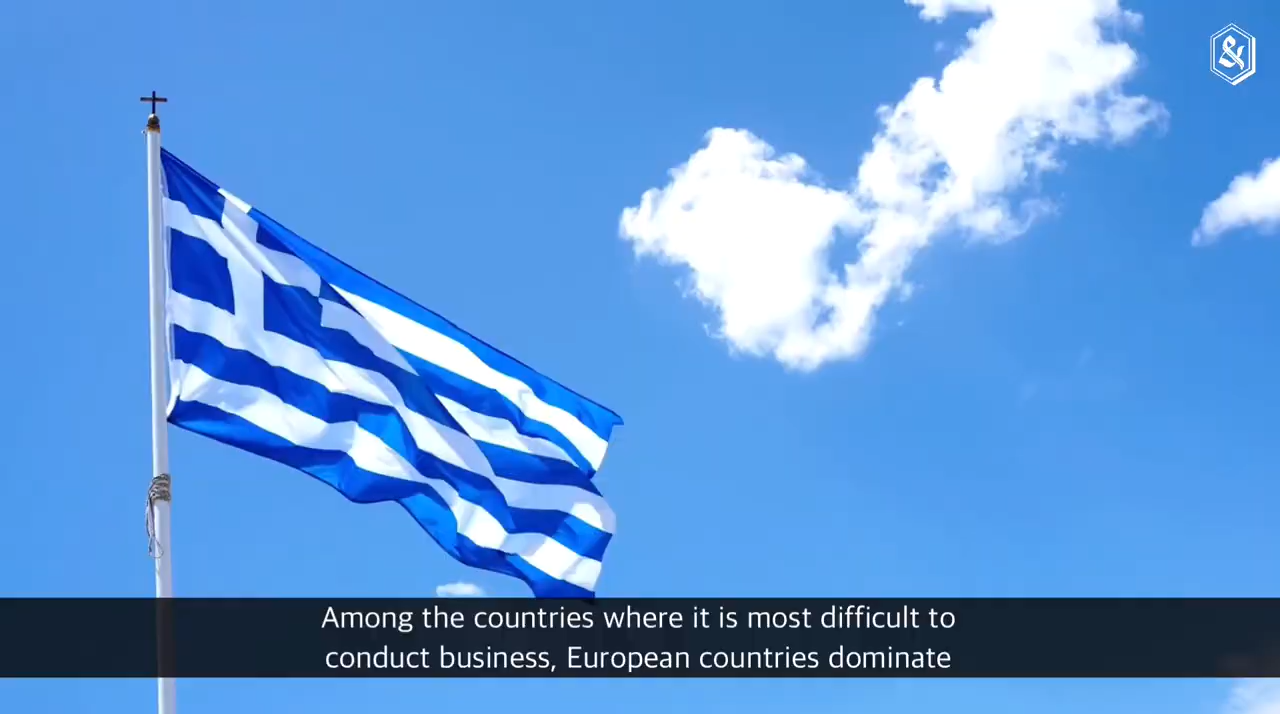 &
Among the countries where it is most difficult to
conduct business, European countries dominate